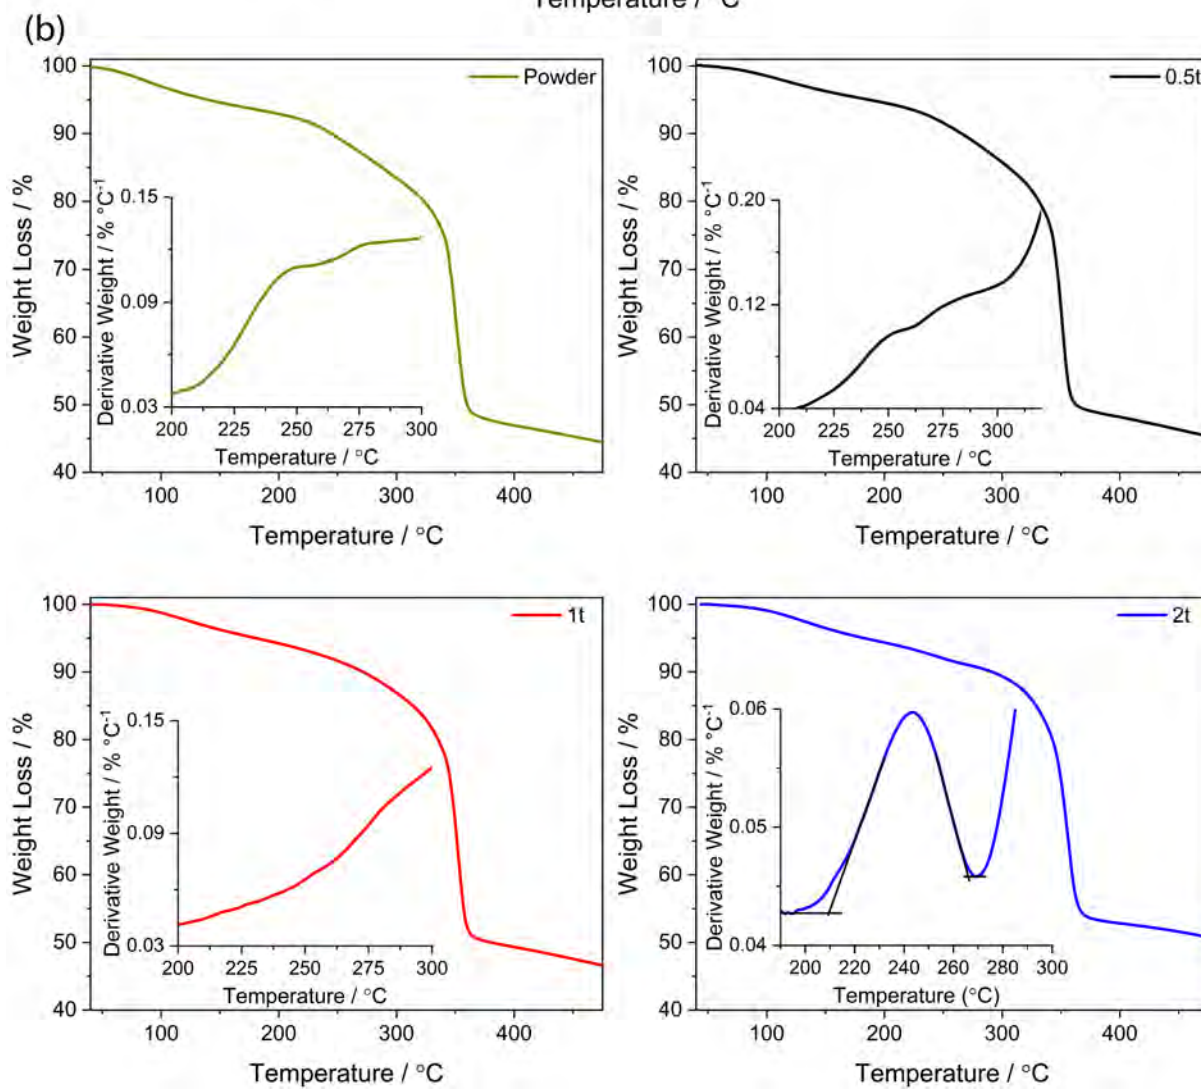 Temperature / °C
(b)
Powder
100
90
80
70
60
50
40
Weight Loss / %
0.15
0.09
0.03
Derivative Weight / % °C⁻¹
200 225 250 275 300
Temperature / °C
100 200 300 400
Temperature / °C
0.5t
100
90
80
70
60
50
40
Weight Loss / %
0.20
0.12
0.04
Derivative Weight / % °C⁻¹
200 225 250 275 300
Temperature / °C
100 200 300 400
Temperature / °C
1t
100
90
80
70
60
50
40
Weight Loss / %
0.15
0.09
0.03
Derivative Weight / % °C⁻¹
200 225 250 275 300
Temperature / °C
100 200 300 400
Temperature / °C
2t
100
90
80
70
60
50
40
Weight Loss / %
0.06
0.05
0.04
Derivative Weight / % °C⁻¹
200 220 240 260 280 300
Temperature (°C)
100 200 300 400
Temperature / °C